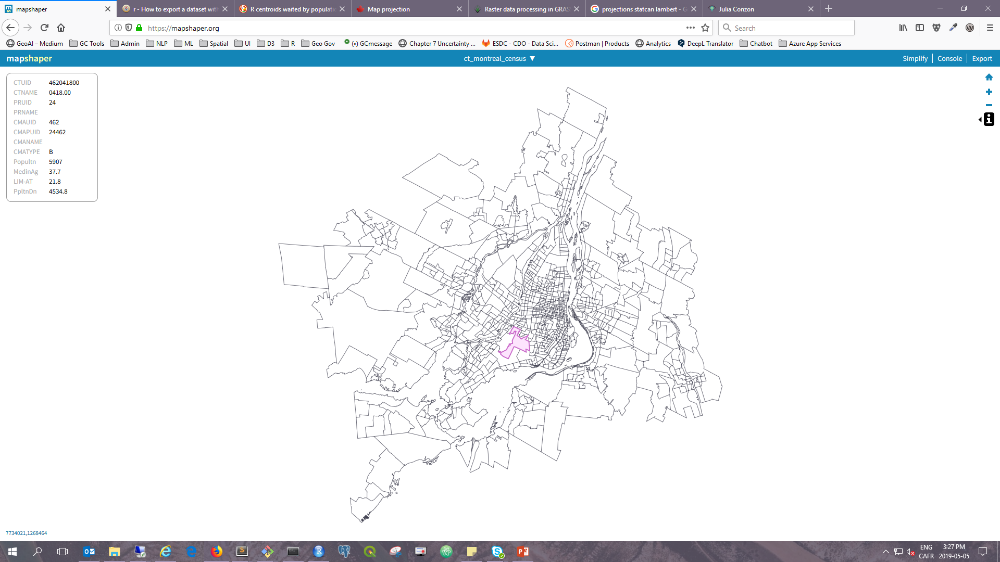 mapshaper
r - How to export a dataset with
R centroids waited by populatio
Map projection
Raster data processing in GRAS
projections statcan lambert - G
Julia Conzon
https://mapshaper.org
Search
GeoAI – Medium
GC Tools
Admin
NLP
ML
Spatial
UI
D3
R
Geo Gov
(•) GCmessage
Chapter 7 Uncertainty ...
ESDC - CDO - Data Sci...
Postman | Products
Analytics
DeepL Translator
Chatbot
Azure App Services
mapshaper
ct_montreal_census ▼
Simplify
Console
Export
CTUID 462041800
CTNAME 0418.00
PRUID 24
PRNAME
CMAUID 462
CMAPUID 24462
CMANAME
CMATYPE B
Popultn 5907
MedinAg 37.7
LIM-AT 21.8
PpltnDn 4534.8
7734021,1268464
ENG
CAFR
3:27 PM
2019-05-05